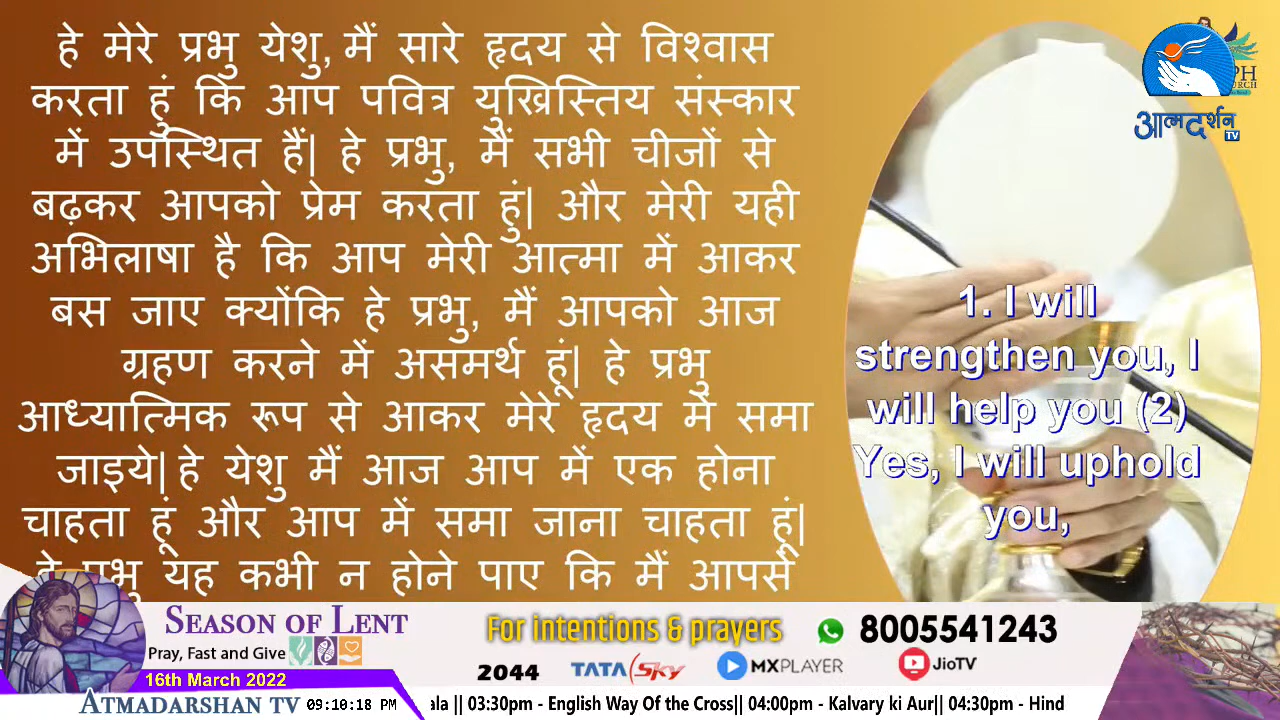 हे मेरे प्रभु येशु, मैं सारे हृदय से विश्वास
करता हुं कि आप पवित्र युख्रिस्तिय संस्कार
में उपस्थित हैं| हे प्रभु, मैं सभी चीजों से
बढ़कर आपको प्रेम करता हुं| और मेरी यही
अभिलाषा है कि आप मेरी आत्मा में आकर
बस जाए क्योंकि हे प्रभु, मैं आपको आज
ग्रहण करने में असमर्थ हूं| हे प्रभु
आध्यात्मिक रूप से आकर मेरे हृदय में समा
जाइये| हे येशु मैं आज आप में एक होना
चाहता हूं और आप में समा जाना चाहता हूं|
हे प्रभु यह कभी न होने पाए कि मैं आपसे
आत्मदर्शन
TV
1. I will
strengthen you, I
will help you (2)
Yes, I will uphold
you,
SEASON OF LENT
Pray, Fast and Give
16th March 2022
For intentions & prayers
8005541243
2044
TATA Sky
MXPLAYER
JioTV
ATMADARSHAN TV
09:10:18 PM
ala || 03:30pm - English Way Of the Cross|| 04:00pm - Kalvary ki Aur|| 04:30pm - Hind